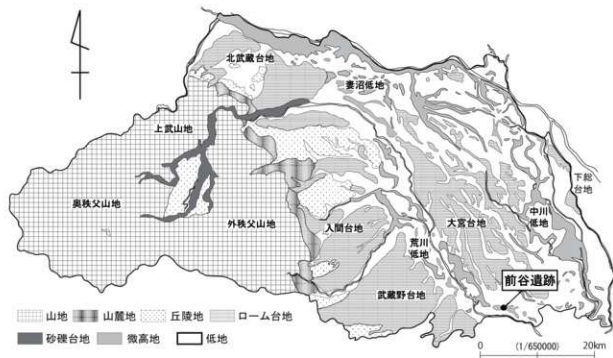 北武蔵台地
妻沼低地
上武山地
下総
台地
奥秩父山地
外秩父山地
入間台地
荒川
低地
大宮台地
中川
低地
前谷遺跡
武蔵野台地
山地 山麓地 丘陵地 ローム台地
砂礫台地 微高地 低地
0 (1/650000) 20km